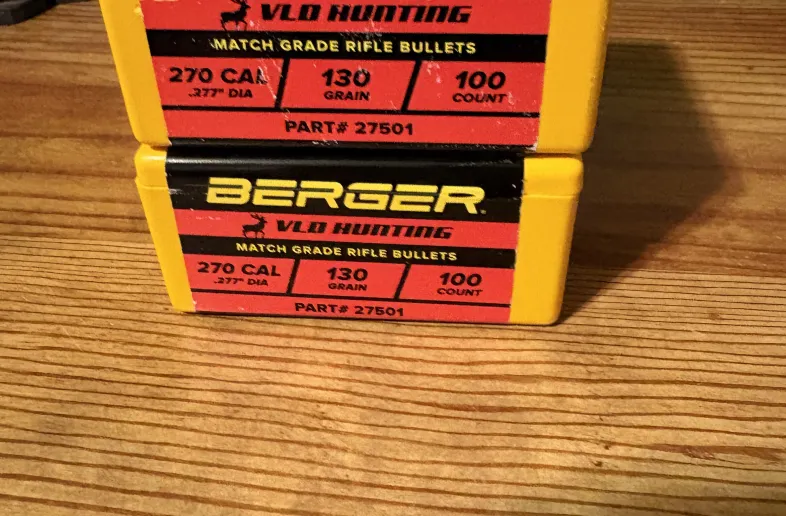 VLD HUNTING
MATCH GRADE RIFLE BULLETS
270 CAL 130 100
.277" DIA GRAIN COUNT
PART# 27501
BERGER
VLD HUNTING
MATCH GRADE RIFLE BULLETS
270 CAL 130 100
.277" DIA GRAIN COUNT
PART# 27501